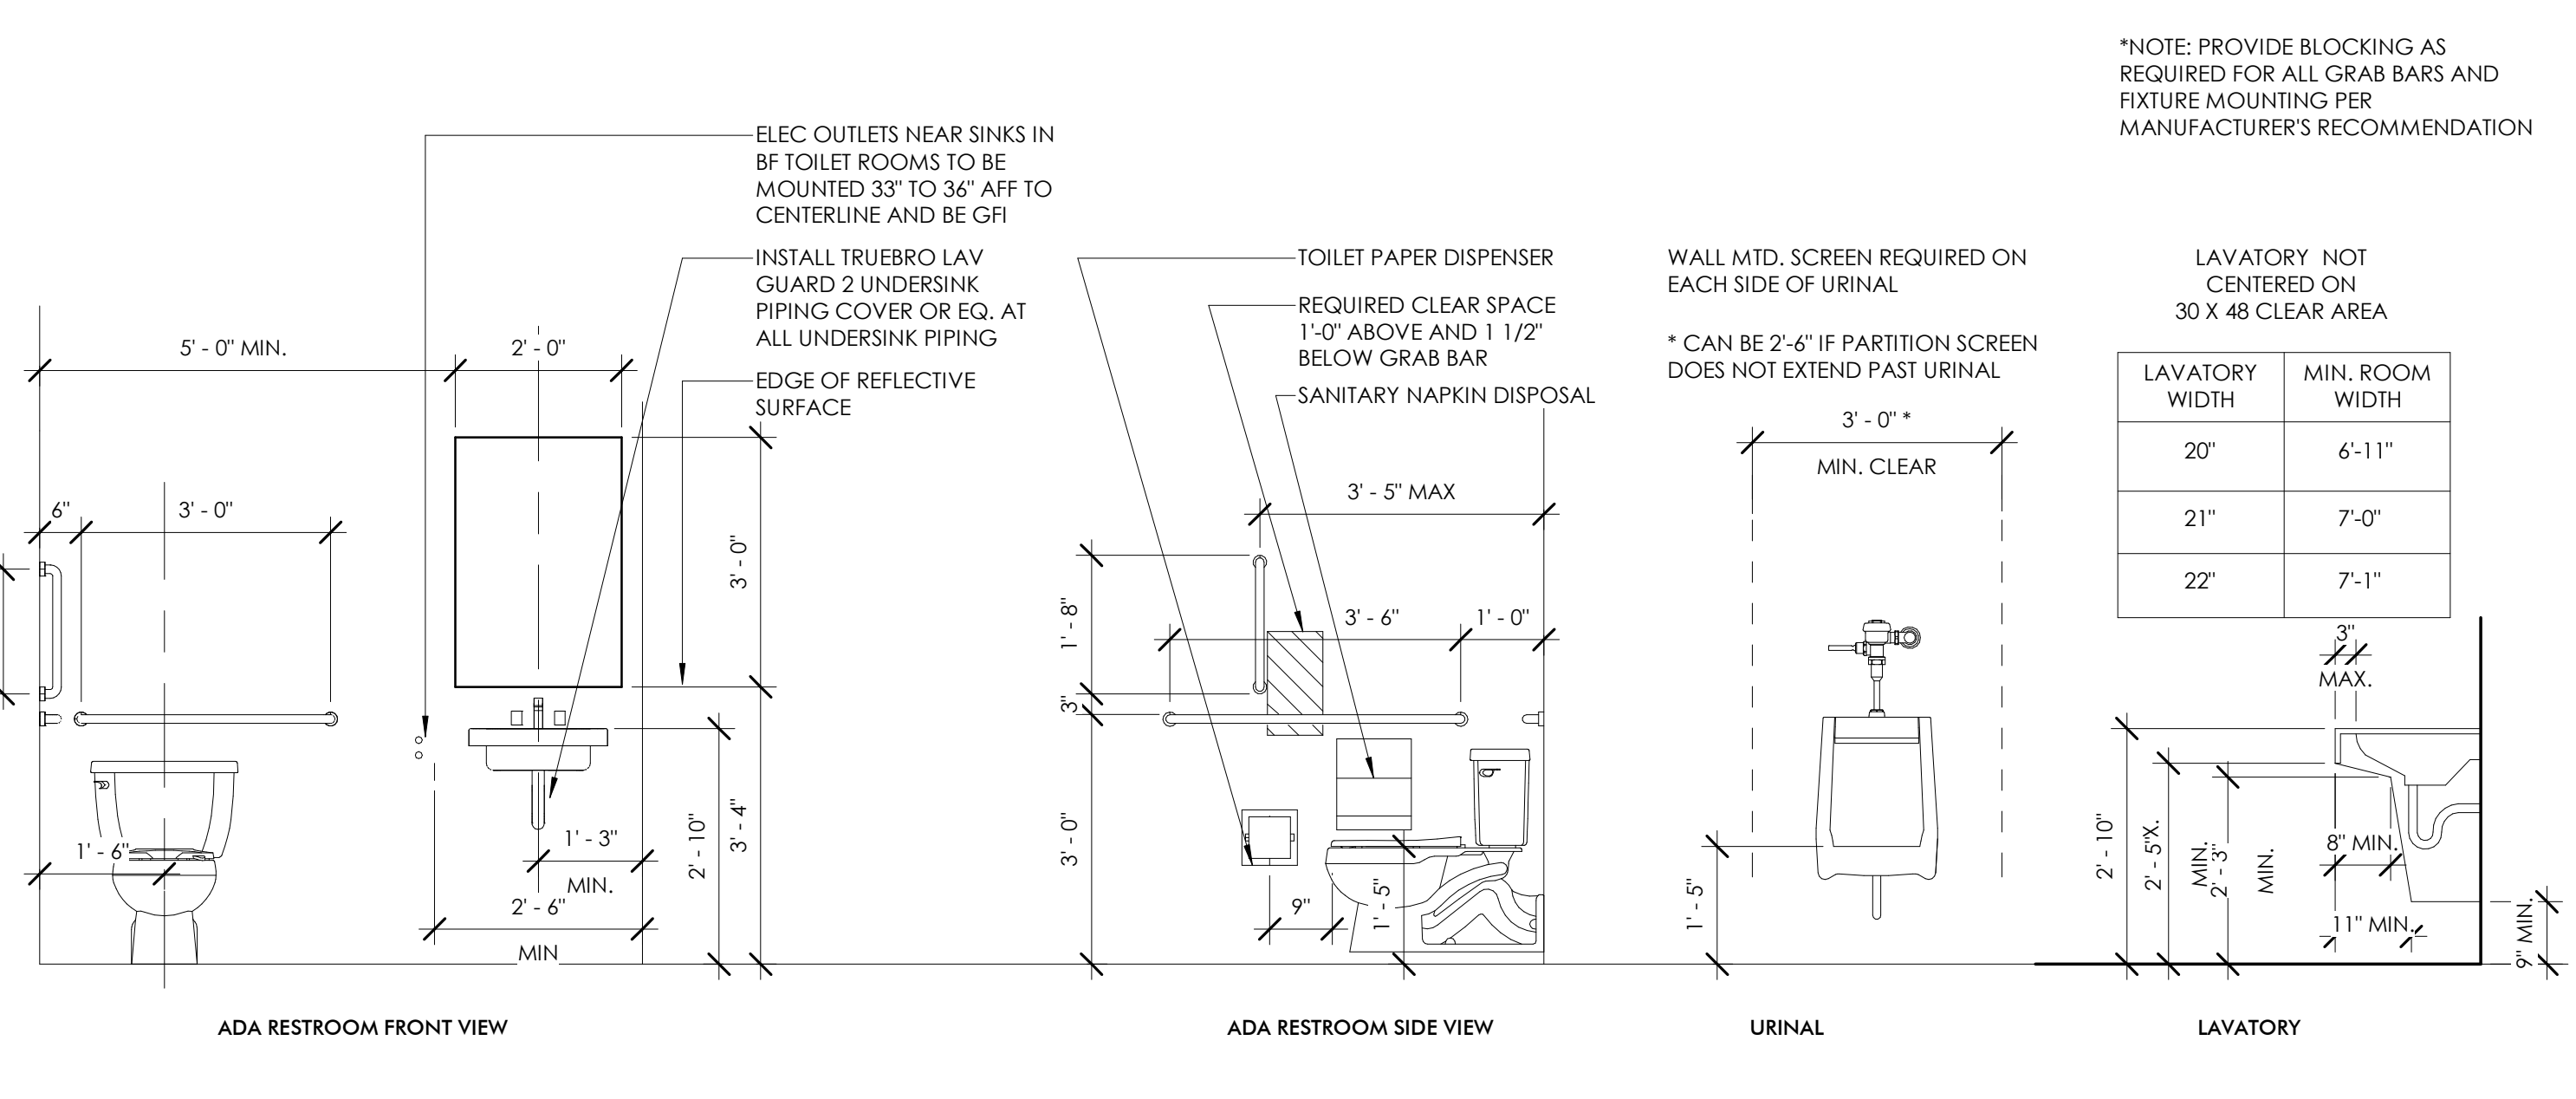 *NOTE: PROVIDE BLOCKING AS
REQUIRED FOR ALL GRAB BARS AND
FIXTURE MOUNTING PER
MANUFACTURER'S RECOMMENDATION
ELEC OUTLETS NEAR SINKS IN
BF TOILET ROOMS TO BE
MOUNTED 33" TO 36" AFF TO
CENTERLINE AND BE GFI
INSTALL TRUEBRO LAV
GUARD 2 UNDERSINK
PIPING COVER OR EQ. AT
ALL UNDERSINK PIPING
EDGE OF REFLECTIVE
SURFACE
5' - 0" MIN.
2' - 0"
6"
3' - 0"
3' - 0"
1' - 6"
1' - 3"
MIN.
2' - 6"
MIN
2' - 10"
3' - 4"
ADA RESTROOM FRONT VIEW
TOILET PAPER DISPENSER
REQUIRED CLEAR SPACE
1'-0" ABOVE AND 1 1/2"
BELOW GRAB BAR
SANITARY NAPKIN DISPOSAL
3' - 5" MAX
1' - 8"
3' - 6"
1' - 0"
3"
3' - 0"
9"
1' - 5"
ADA RESTROOM SIDE VIEW
WALL MTD. SCREEN REQUIRED ON
EACH SIDE OF URINAL
* CAN BE 2'-6" IF PARTITION SCREEN
DOES NOT EXTEND PAST URINAL
3' - 0" *
MIN. CLEAR
1' - 5"
URINAL
LAVATORY NOT
CENTERED ON
30 X 48 CLEAR AREA
LAVATORY
WIDTH
MIN. ROOM
WIDTH
20"
6'-11"
21"
7'-0"
22"
7'-1"
3"
MAX.
2' - 10"
2' - 5"X.
MIN.
2' - 3"
MIN.
8" MIN.
11" MIN.
9" MIN.
LAVATORY